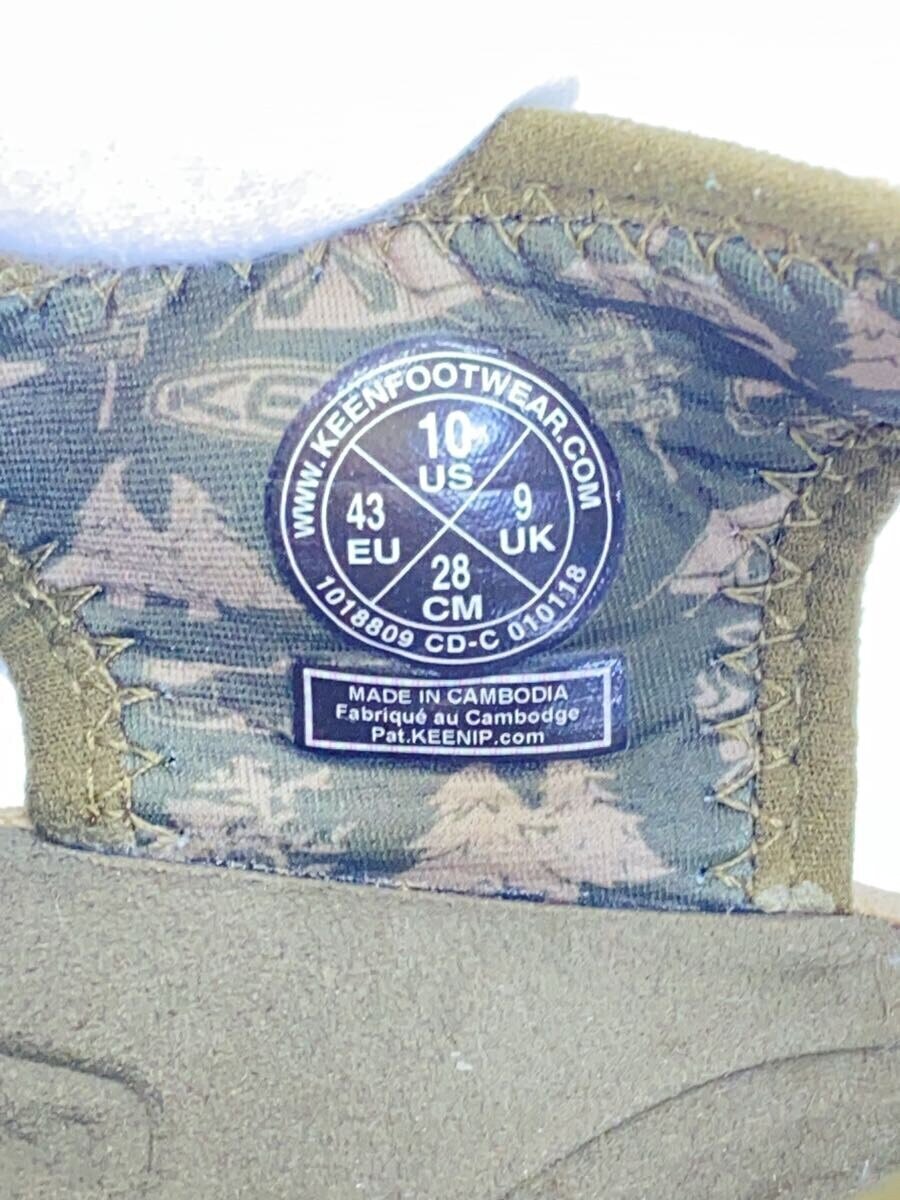 WWW.KEENFOOTWEAR.COM
10
US
43
EU
9
UK
28
CM
1018809 CD-C 010118
MADE IN CAMBODIA
Fabriqué au Cambodge
Pat.KEENIP.com